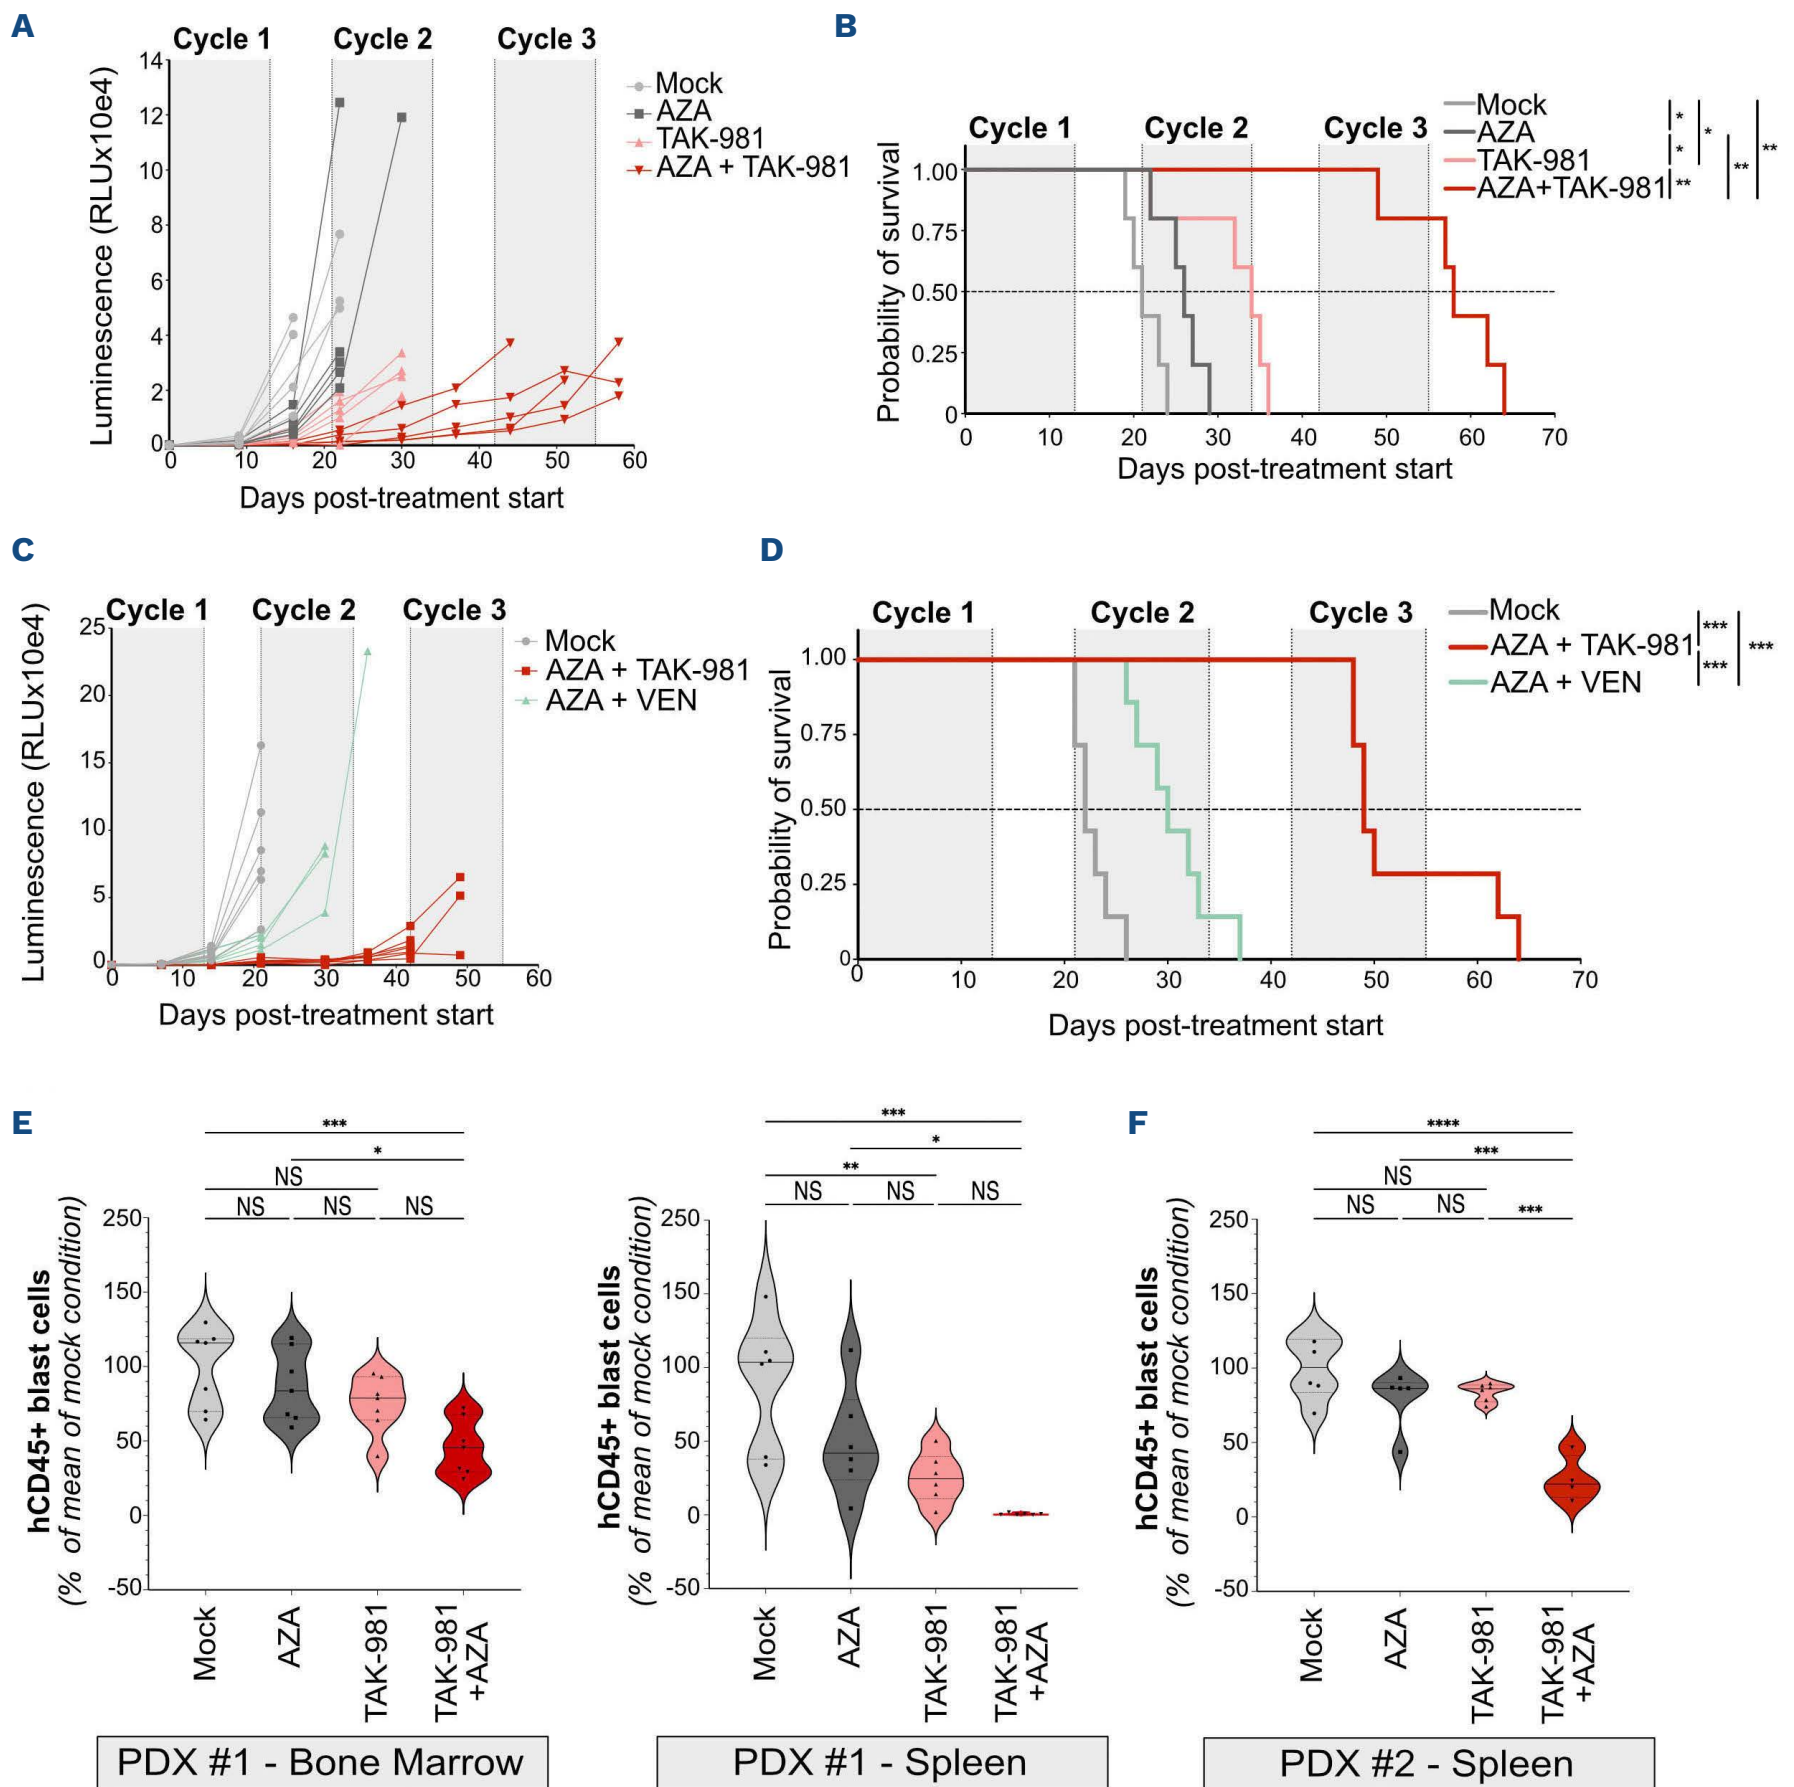 A
Cycle 1
Cycle 2
Cycle 3
Luminescence (RLUx10e4)
14
12
10
8
6
4
2
0
0
10
20
30
40
50
60
Days post-treatment start
Mock
AZA
TAK-981
AZA + TAK-981
B
Cycle 1
Cycle 2
Cycle 3
Probability of survival
1.00
0.75
0.50
0.25
0
0
10
20
30
40
50
60
70
Days post-treatment start
Mock
AZA
TAK-981
AZA+TAK-981
*
*
**
*
**
**
C
Cycle 1
Cycle 2
Cycle 3
Luminescence (RLUx10e4)
25
20
15
10
5
0
0
10
20
30
40
50
60
Days post-treatment start
Mock
AZA + TAK-981
AZA + VEN
D
Cycle 1
Cycle 2
Cycle 3
Probability of survival
1.00
0.75
0.50
0.25
0
0
10
20
30
40
50
60
70
Days post-treatment start
Mock
AZA + TAK-981
AZA + VEN
***
***
***
E
***
*
NS
NS
NS
NS
hCD45+ blast cells
(% of mean of mock condition)
250
150
100
50
0
-50
Mock
AZA
TAK-981
TAK-981
+AZA
PDX #1 - Bone Marrow
***
*
**
NS
NS
NS
hCD45+ blast cells
(% of mean of mock condition)
250
150
100
50
0
-50
Mock
AZA
TAK-981
TAK-981
+AZA
PDX #1 - Spleen
F
****
***
NS
NS
NS
***
hCD45+ blast cells
(% of mean of mock condition)
250
150
100
50
0
-50
Mock
AZA
TAK-981
TAK-981
+AZA
PDX #2 - Spleen